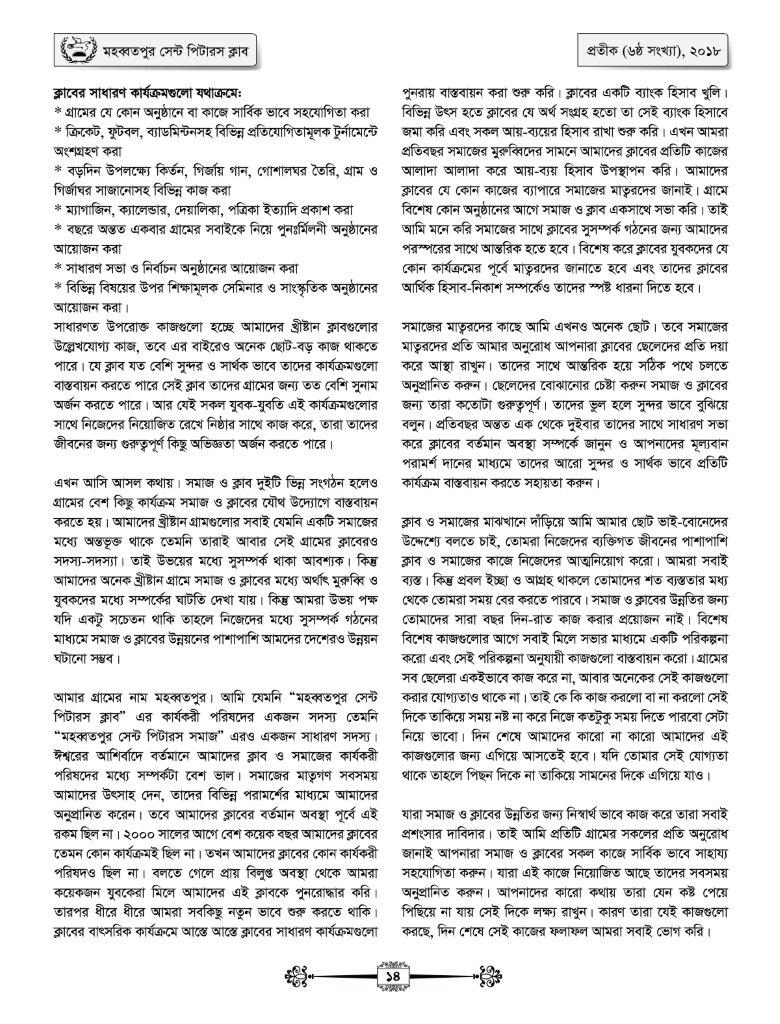 মহব্বতপুর সেন্ট পিটারস ক্লাব
প্রতীক (৬ষ্ঠ সংখ্যা), ২০১৮
ক্লাবের সাধারণ কার্যক্রমগুলো যথাক্রমে:
* গ্রামের যে কোন অনুষ্ঠানে বা কাজে সার্বিক ভাবে সহযোগিতা করা
* ক্রিকেট, ফুটবল, ব্যাডমিন্টনসহ বিভিন্ন প্রতিযোগিতামূলক টুর্নামেন্টে
অংশগ্রহণ করা
* বড়দিন উপলক্ষ্যে কির্তন, গির্জায় গান, গোশালঘর তৈরি, গ্রাম ও
গির্জাঘর সাজানোসহ বিভিন্ন কাজ করা
* ম্যাগাজিন, ক্যালেন্ডার, দেয়ালিকা, পত্রিকা ইত্যাদি প্রকাশ করা
* বছরে অন্তত একবার গ্রামের সবাইকে নিয়ে পুনঃর্মিলনী অনুষ্ঠানের
আয়োজন করা
* সাধারণ সভা ও নির্বাচন অনুষ্ঠানের আয়োজন করা
* বিভিন্ন বিষয়ের উপর শিক্ষামূলক সেমিনার ও সাংস্কৃতিক অনুষ্ঠানের
আয়োজন করা।
সাধারণত উপরোক্ত কাজগুলো হচ্ছে আমাদের খ্রীষ্টান ক্লাবগুলোর
উল্লেখযোগ্য কাজ, তবে এর বাইরেও অনেক ছোট-বড় কাজ থাকতে
পারে। যে ক্লাব যত বেশি সুন্দর ও সার্থক ভাবে তাদের কার্যক্রমগুলো
বাস্তবায়ন করতে পারে সেই ক্লাব তাদের গ্রামের জন্য তত বেশি সুনাম
অর্জন করতে পারে। আর যেই সকল যুবক-যুবতি এই কার্যক্রমগুলোর
সাথে নিজেদের নিয়োজিত রেখে নিষ্ঠার সাথে কাজ করে, তারা তাদের
জীবনের জন্য গুরুত্বপূর্ণ কিছু অভিজ্ঞতা অর্জন করতে পারে।
এখন আসি আসল কথায়। সমাজ ও ক্লাব দুইটি ভিন্ন সংগঠন হলেও
গ্রামের বেশ কিছু কার্যক্রম সমাজ ও ক্লাবের যৌথ উদ্যোগে বাস্তবায়ন
করতে হয়। আমাদের খ্রীষ্টান গ্রামগুলোর সবাই যেমনি একটি সমাজের
মধ্যে অন্তভূক্ত থাকে তেমনি তারাই আবার সেই গ্রামের ক্লাবেরও
সদস্য-সদস্যা। তাই উভয়ের মধ্যে সুসম্পর্ক থাকা আবশ্যক। কিন্তু
আমাদের অনেক খ্রীষ্টান গ্রামে সমাজ ও ক্লাবের মধ্যে অর্থাৎ মুরুব্বি ও
যুবকদের মধ্যে সম্পর্কের ঘাটতি দেখা যায়। কিন্তু আমরা উভয় পক্ষ
যদি একটু সচেতন থাকি তাহলে নিজেদের মধ্যে সুসম্পর্ক গঠনের
মাধ্যমে সমাজ ও ক্লাবের উন্নয়নের পাশাপাশি আমদের দেশেরও উন্নয়ন
ঘটানো সম্ভব।
আমার গ্রামের নাম মহব্বতপুর। আমি যেমনি “মহব্বতপুর সেন্ট
পিটারস ক্লাব” এর কার্যকরী পরিষদের একজন সদস্য তেমনি
“মহব্বতপুর সেন্ট পিটারস সমাজ” এরও একজন সাধারণ সদস্য।
ঈশ্বরের আশির্বাদে বর্তমানে আমাদের ক্লাব ও সমাজের কার্যকরী
পরিষদের মধ্যে সম্পর্কটা বেশ ভাল। সমাজের মাতৃগণ সবসময়
আমাদের উৎসাহ দেন, তাদের বিভিন্ন পরামর্শের মাধ্যমে আমাদের
অনুপ্রানিত করেন। তবে আমাদের ক্লাবের বর্তমান অবস্থা পূর্বে এই
রকম ছিল না। ২০০০ সালের আগে বেশ কয়েক বছর আমাদের ক্লাবের
তেমন কোন কার্যক্রমই ছিল না। তখন আমাদের ক্লাবের কোন কার্যকরী
পরিষদও ছিল না। বলতে গেলে প্রায় বিলুপ্ত অবস্থা থেকে আমরা
কয়েকজন যুবকেরা মিলে আমাদের এই ক্লাবকে পুনরোদ্ধার করি।
তারপর ধীরে ধীরে আমরা সবকিছু নতুন ভাবে শুরু করতে থাকি।
ক্লাবের বাৎসরিক কার্যক্রমে আস্তে আস্তে ক্লাবের সাধারণ কার্যক্রমগুলো
পুনরায় বাস্তবায়ন করা শুরু করি। ক্লাবের একটি ব্যাংক হিসাব খুলি।
বিভিন্ন উৎস হতে ক্লাবের যে অর্থ সংগ্রহ হতো তা সেই ব্যাংক হিসাবে
জমা করি এবং সকল আয়-ব্যয়ের হিসাব রাখা শুরু করি। এখন আমরা
প্রতিবছর সমাজের মুরুব্বিদের সামনে আমাদের ক্লাবের প্রতিটি কাজের
আলাদা আলাদা করে আয়-ব্যয় হিসাব উপস্থাপন করি। আমাদের
ক্লাবের যে কোন কাজের ব্যাপারে সমাজের মাতৃরদের জানাই। গ্রামে
বিশেষ কোন অনুষ্ঠানের আগে সমাজ ও ক্লাব একসাথে সভা করি। তাই
আমি মনে করি সমাজের সাথে ক্লাবের সুসম্পর্ক গঠনের জন্য আমাদের
পরস্পরের সাথে আন্তরিক হতে হবে। বিশেষ করে ক্লাবের যুবকদের যে
কোন কার্যক্রমের পূর্বে মাতৃরদের জানাতে হবে এবং তাদের ক্লাবের
আর্থিক হিসাব-নিকাশ সম্পর্কেও তাদের স্পষ্ট ধারনা দিতে হবে।
সমাজের মাতৃরদের কাছে আমি এখনও অনেক ছোট। তবে সমাজের
মাতৃরদের প্রতি আমার অনুরোধ আপনারা ক্লাবের ছেলেদের প্রতি দয়া
করে আস্থা রাখুন। তাদের সাথে আন্তরিক হয়ে সঠিক পথে চলতে
অনুপ্রানিত করুন। ছেলেদের বোঝানোর চেষ্টা করুন সমাজ ও ক্লাবের
জন্য তারা কতোটা গুরুত্বপূর্ণ। তাদের ভুল হলে সুন্দর ভাবে বুঝিয়ে
বলুন। প্রতিবছর অন্তত এক থেকে দুইবার তাদের সাথে সাধারণ সভা
করে ক্লাবের বর্তমান অবস্থা সম্পর্কে জানুন ও আপনাদের মূল্যবান
পরামর্শ দানের মাধ্যমে তাদের আরো সুন্দর ও সার্থক ভাবে প্রতিটি
কার্যক্রম বাস্তবায়ন করতে সহায়তা করুন।
ক্লাব ও সমাজের মাঝখানে দাঁড়িয়ে আমি আমার ছোট ভাই-বোনেদের
উদ্দেশ্যে বলতে চাই, তোমরা নিজেদের ব্যক্তিগত জীবনের পাশাপাশি
ক্লাব ও সমাজের কাজে নিজেদের আত্মনিয়োগ করো। আমরা সবাই
ব্যস্ত। কিন্তু প্রবল ইচ্ছা ও আগ্রহ থাকলে তোমাদের শত ব্যস্ততার মধ্য
থেকে তোমরা সময় বের করতে পারবে। সমাজ ও ক্লাবের উন্নতির জন্য
তোমাদের সারা বছর দিন-রাত কাজ করার প্রয়োজন নাই। বিশেষ
বিশেষ কাজগুলোর আগে সবাই মিলে সভার মাধ্যমে একটি পরিকল্পনা
করো এবং সেই পরিকল্পনা অনুযায়ী কাজগুলো বাস্তবায়ন করো। গ্রামের
সব ছেলেরা একইভাবে কাজ করে না, আবার অনেকের সেই কাজগুলো
করার যোগ্যতাও থাকে না। তাই কে কি কাজ করলো বা না করলো সেই
দিকে তাকিয়ে সময় নষ্ট না করে নিজে কতটুকু সময় দিতে পারবো সেটা
নিয়ে ভাবো। দিন শেষে আমাদের কারো না কারো আমাদের এই
কাজগুলোর জন্য এগিয়ে আসতেই হবে। যদি তোমার সেই যোগ্যতা
থাকে তাহলে পিছন দিকে না তাকিয়ে সামনের দিকে এগিয়ে যাও।
যারা সমাজ ও ক্লাবের উন্নতির জন্য নিস্বার্থ ভাবে কাজ করে তারা সবাই
প্রশংসার দাবিদার। তাই আমি প্রতিটি গ্রামের সকলের প্রতি অনুরোধ
জানাই আপনারা সমাজ ও ক্লাবের সকল কাজে সার্বিক ভাবে সাহায্য
সহযোগিতা করুন। যারা এই কাজে নিয়োজিত আছে তাদের সবসময়
অনুপ্রানিত করুন। আপনাদের কারো কথায় তারা যেন কষ্ট পেয়ে
পিছিয়ে না যায় সেই দিকে লক্ষ্য রাখুন। কারণ তারা যেই কাজগুলো
করছে, দিন শেষে সেই কাজের ফলাফল আমরা সবাই ভোগ করি।
১৪